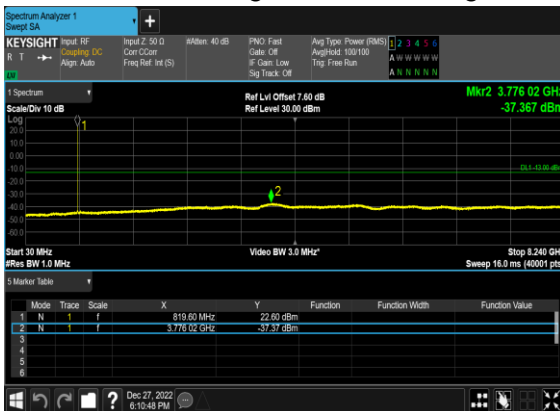 Spectrum Analyzer 1
Swept SA
KEYSIGHT
R T
LV
Input: RF
Coupling: DC
Align: Auto
Input Z: 50 Ω
Corr CCorr
Freq Ref: Int (S)
#Atten: 40 dB
PNO: Fast
Gate: Off
IF Gain: Low
Sig Track: Off
Avg Type: Power (RMS)
Avg|Hold: 100/100
Trig: Free Run
1 2 3 4 5 6
A W W W W W
A N N N N N
1 Spectrum
Scale/Div 10 dB
Ref Lvl Offset 7.60 dB
Ref Level 30.00 dBm
Mkr2 3.776 02 GHz
-37.367 dBm
Log
20.0
10.0
0.00
-10.0
-20.0
-30.0
-40.0
-50.0
-60.0
1
2
DL1 -13.00 dBm
Start 30 MHz
#Res BW 1.0 MHz
Video BW 3.0 MHz*
Stop 8.240 GHz
Sweep 16.0 ms (40001 pts
5 Marker Table
Mode Trace Scale X Y Function Function Width Function Value
1 N 1 f 819.60 MHz 22.60 dBm
2 N 1 f 3.776 02 GHz -37.37 dBm
3
4
5
6
?
Dec 27, 2022
6:10:48 PM